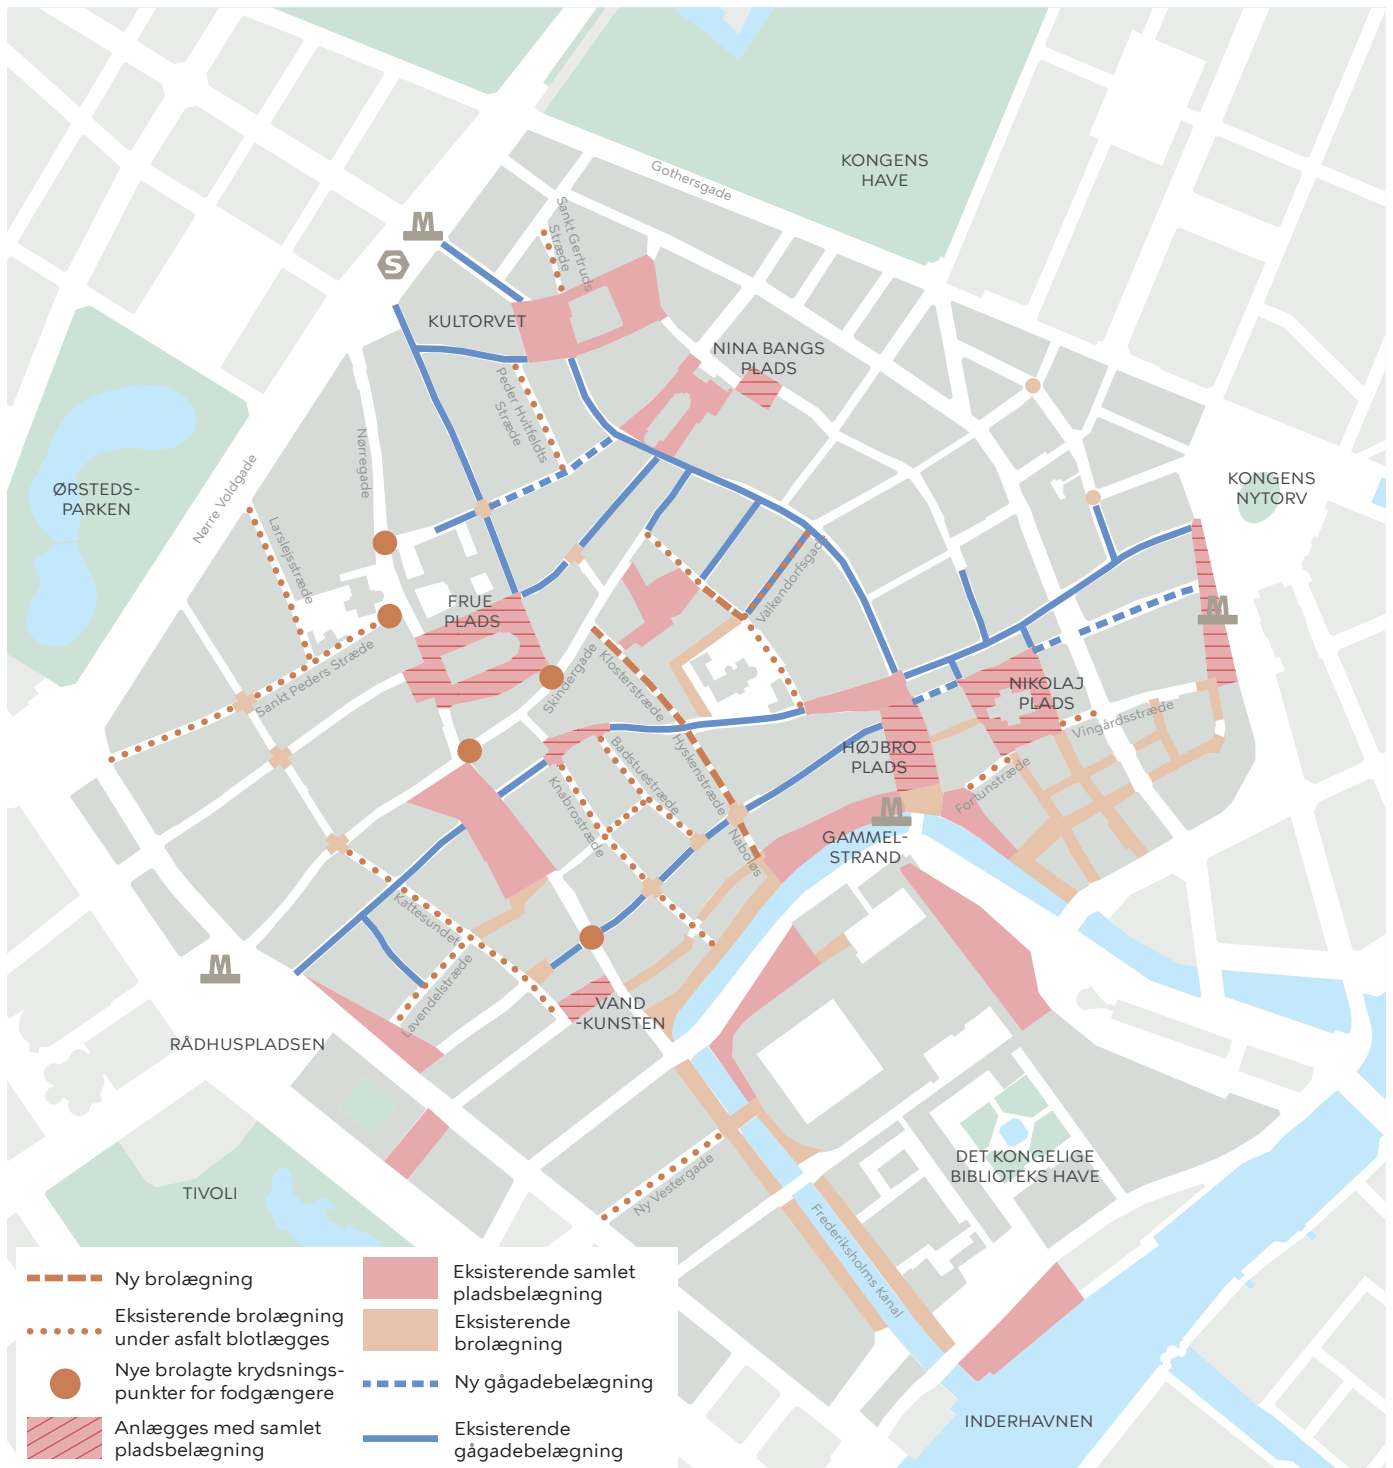 Gothersgade
KONGENS
HAVE
Sankt Gertruds
Stræde
M
S
KULTORVET
NINA BANGS
PLADS
Peder Hvitfeldts
Stræde
Nørregade
Nørre Voldgade
ØRSTEDS-
PARKEN
KONGENS
NYTORV
Larslejsstræde
Valkendorfsgade
FRUE
PLADS
M
Sankt Peders Stræde
Skindergade
Klosterstræde
NIKOLAJ
PLADS
Vingårdsstræde
Hyskenstræde
Badstuestræde
HØJBRO
PLADS
Knabrostræde
Fortunstræde
M
Naboløs
GAMMEL-
STRAND
Kattesundet
Lavendelstræde
M
VAND
-KUNSTEN
RÅDHUSPLADSEN
DET KONGELIGE
BIBLIOTEKS HAVE
Ny Vestergade
TIVOLI
Frederiksholms Kanal
INDERHAVNEN
Ny brolægning
Eksisterende brolægning
under asfalt blotlægges
Nye brolagte krydsnings-
punkter for fodgængere
Anlægges med samlet
pladsbelægning
Eksisterende samlet
pladsbelægning
Eksisterende
brolægning
Ny gågadebelægning
Eksisterende
gågadebelægning